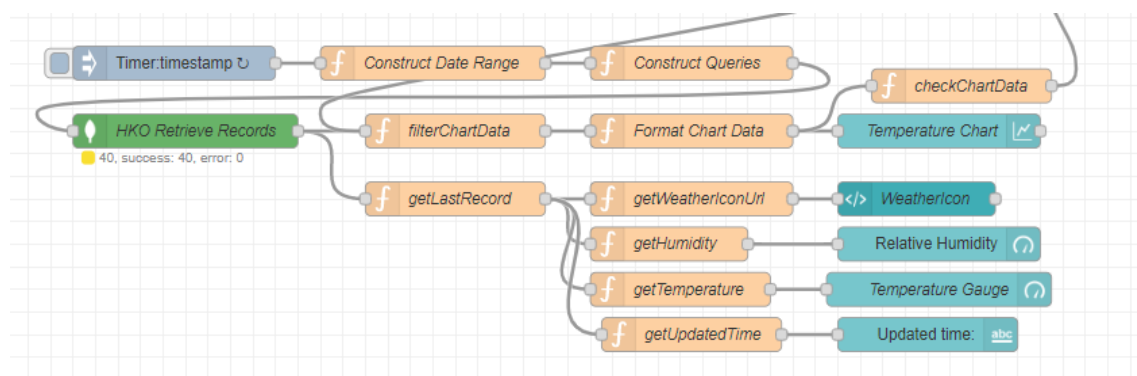 Timer:timestamp ↻
Construct Date Range
Construct Queries
checkChartData
HKO Retrieve Records
filterChartData
Format Chart Data
Temperature Chart
40, success: 40, error: 0
getLastRecord
getWeatherIconUrl
</> WeatherIcon
getHumidity
Relative Humidity
getTemperature
Temperature Gauge
getUpdatedTime
Updated time: abc